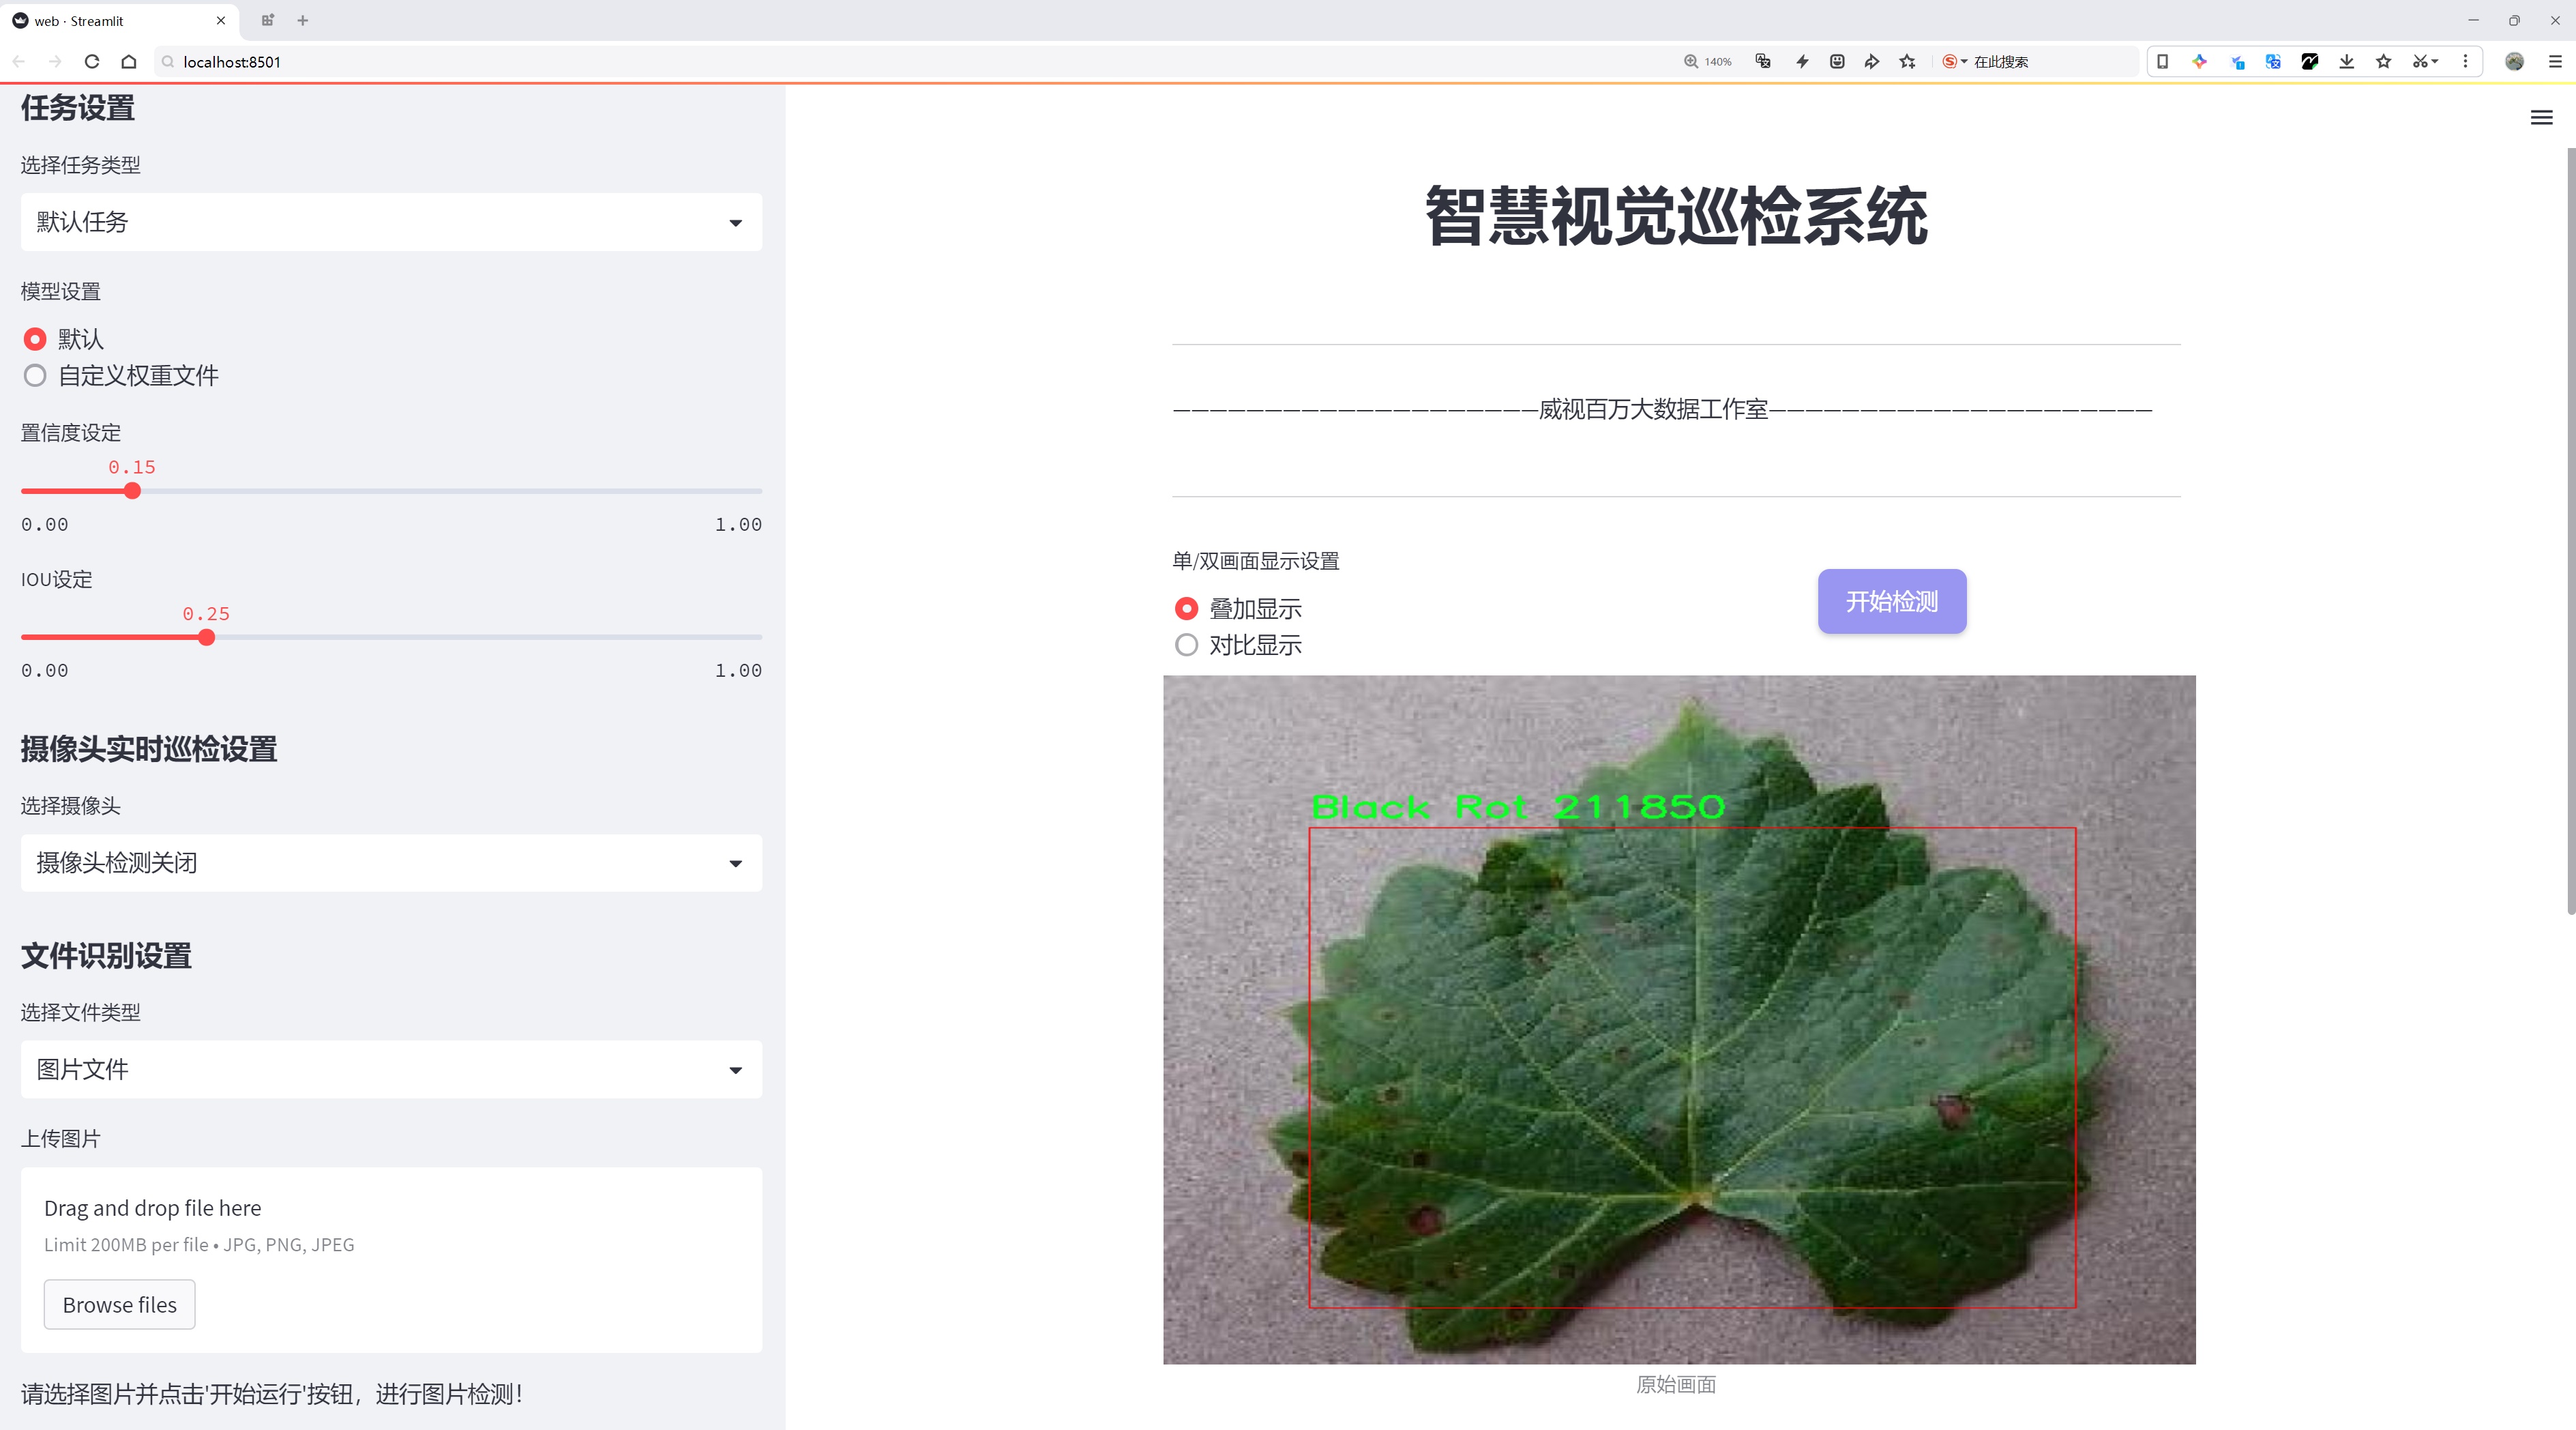 web · Streamlit
localhost:8501
140%
在此搜索
任务设置
选择任务类型
默认任务
模型设置
默认
自定义权重文件
置信度设定
0.15
0.00 1.00
IOU设定
0.25
0.00 1.00
摄像头实时巡检设置
选择摄像头
摄像头检测关闭
文件识别设置
选择文件类型
图片文件
上传图片
Drag and drop file here
Limit 200MB per file • JPG, PNG, JPEG
Browse files
请选择图片并点击'开始运行'按钮，进行图片检测！
智慧视觉巡检系统
————————————————————威视百万大数据工作室—————————————————————
单/双画面显示设置
叠加显示
对比显示
开始检测
Black Rot 211850
原始画面